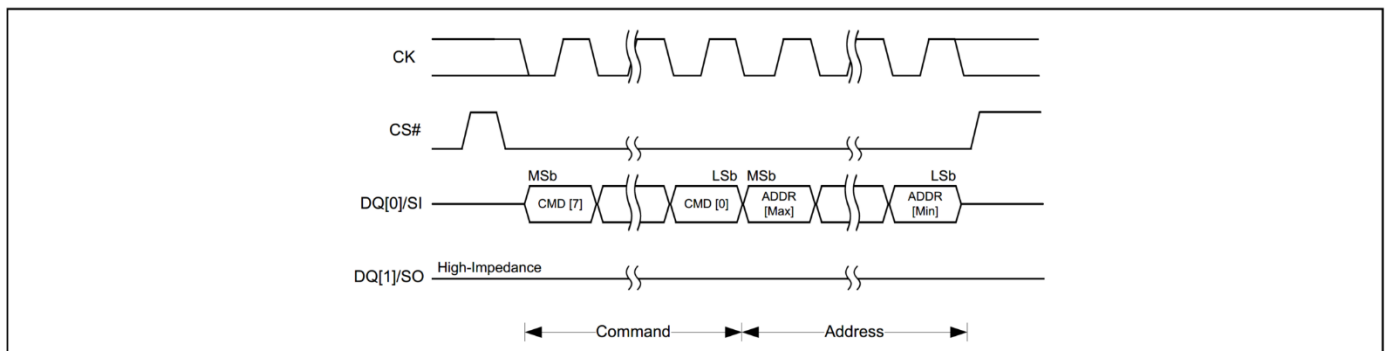 CK
CS#
MSb LSb MSb LSb
DQ[0]/SI CMD [7] CMD [0] ADDR [Max] ADDR [Min]
High-Impedance
DQ[1]/SO
Command Address